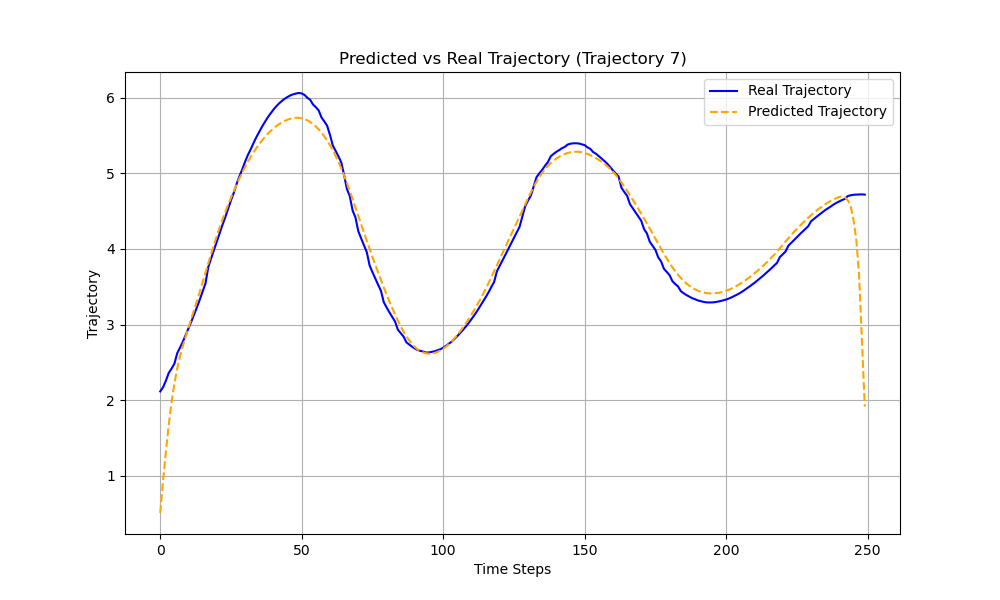 Predicted vs Real Trajectory (Trajectory 7)
Real Trajectory
Predicted Trajectory
Trajectory
6
5
4
3
2
1
0 50 100 150 200 250
Time Steps